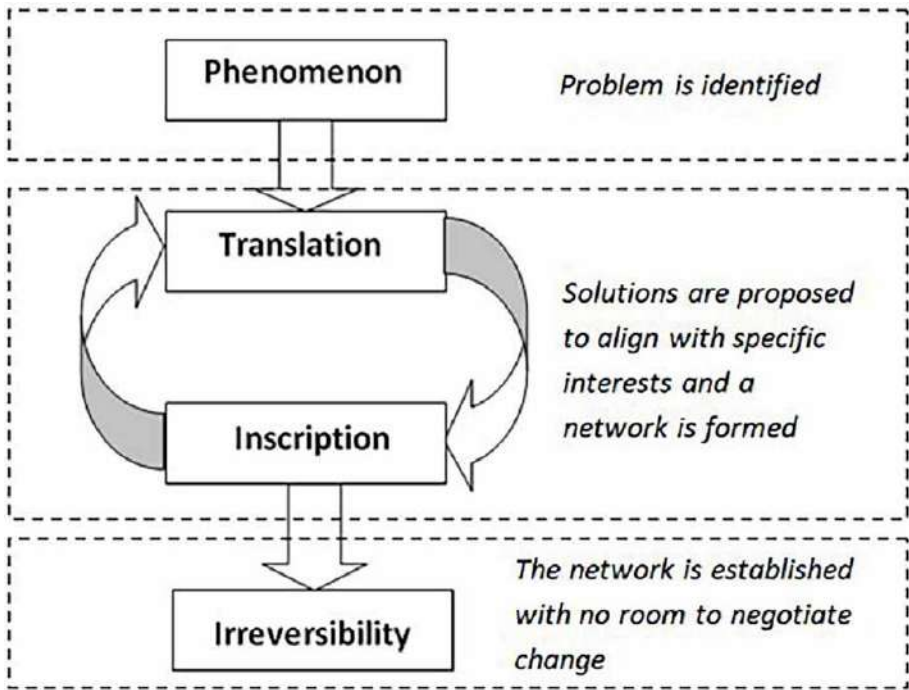 Phenomenon
Problem is identified
Translation
Solutions are proposed
to align with specific
interests and a
network is formed
Inscription
The network is established
with no room to negotiate
change
Irreversibility